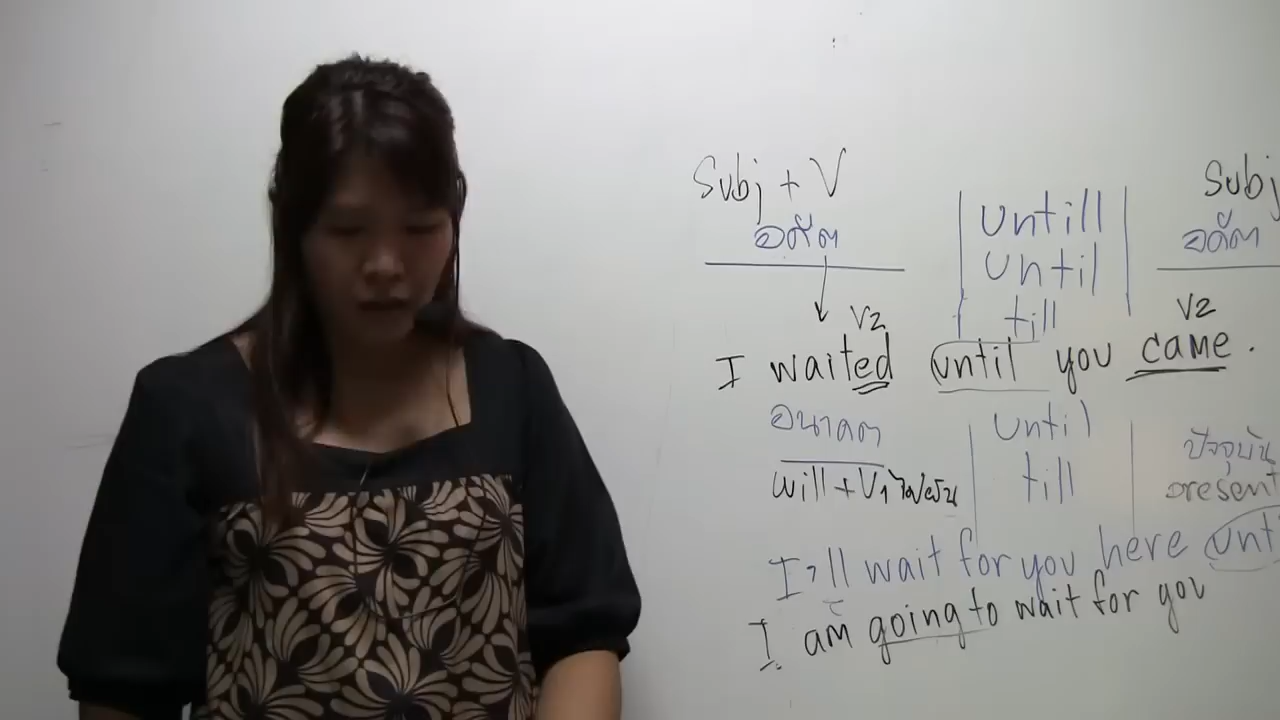 Subj + V Subj
อดีต untill อดีต
until
till
V2 V2
I waited until you came.
อนาคต until ปัจจุบัน
will + V1 till present
I'll wait for you here unti
I am going to wait for you